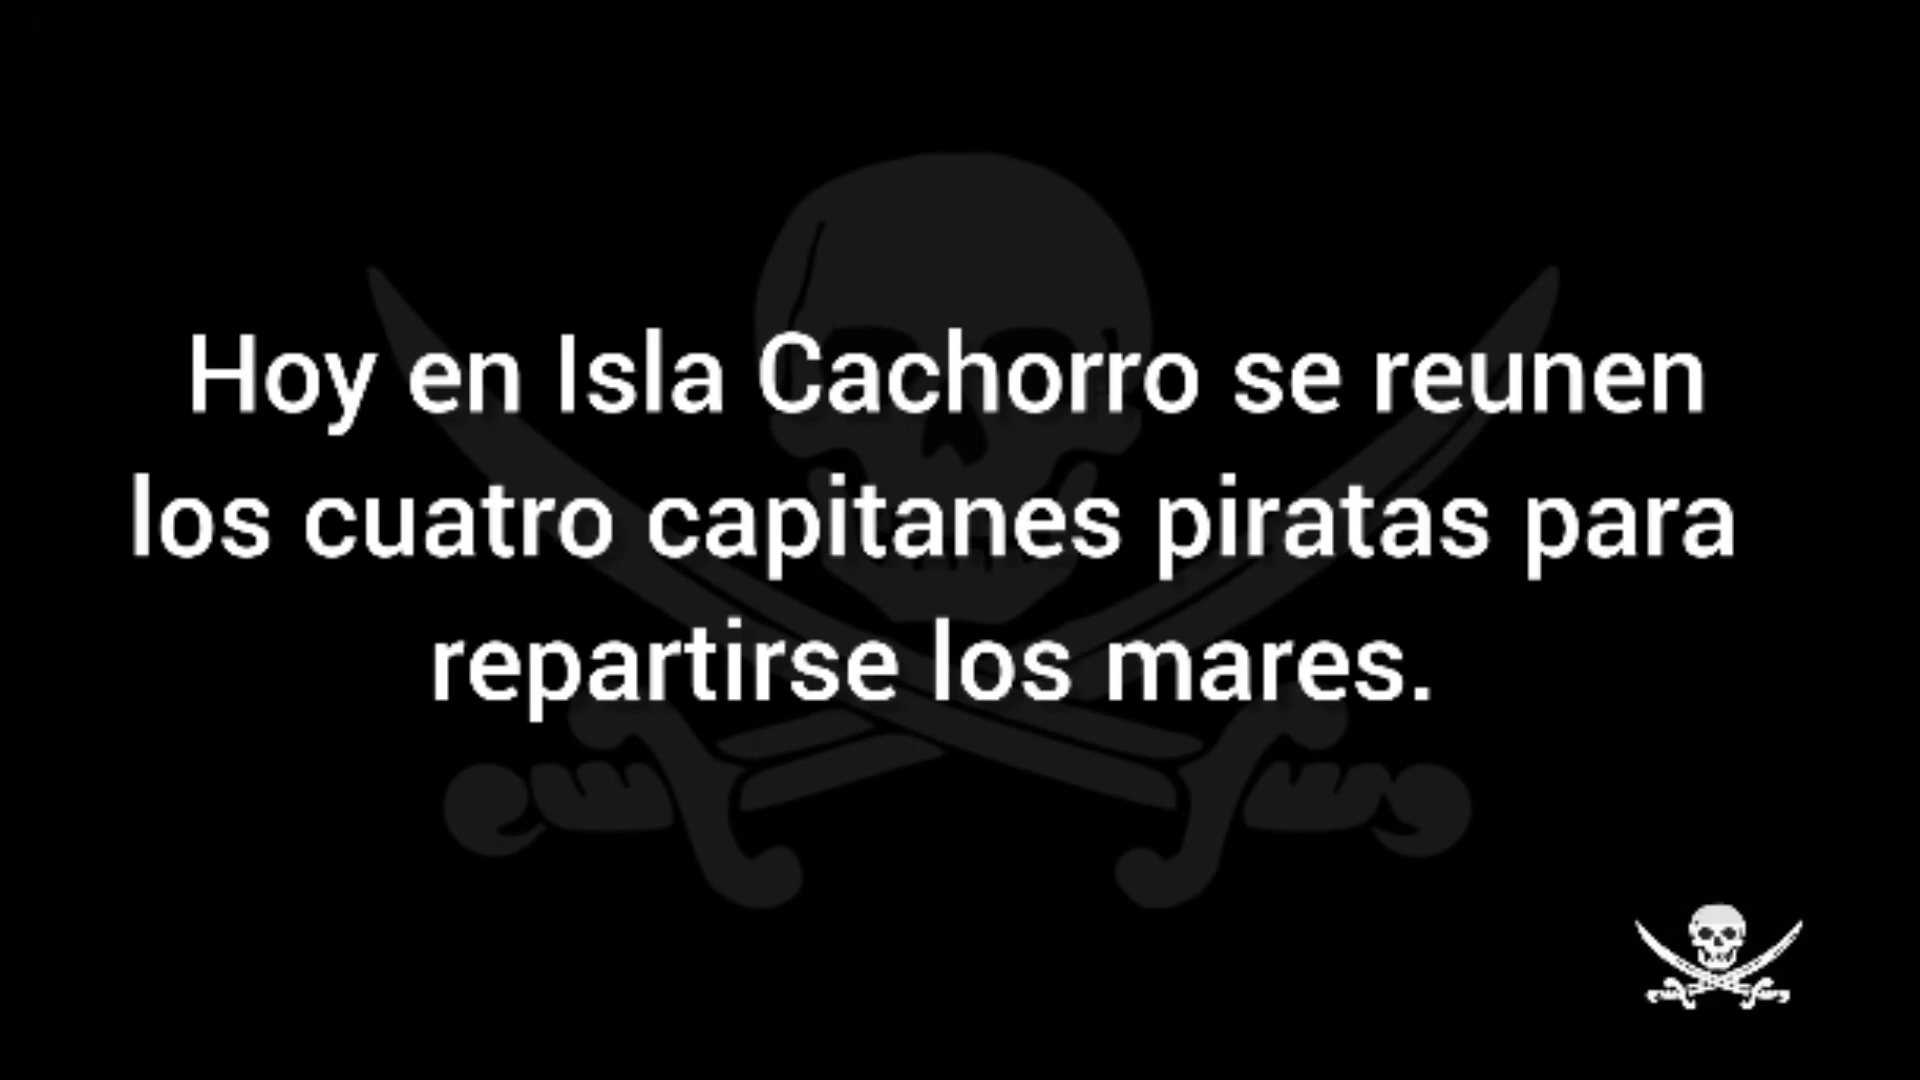 Hoy en Isla Cachorro se reunen
los cuatro capitanes piratas para
repartirse los mares.